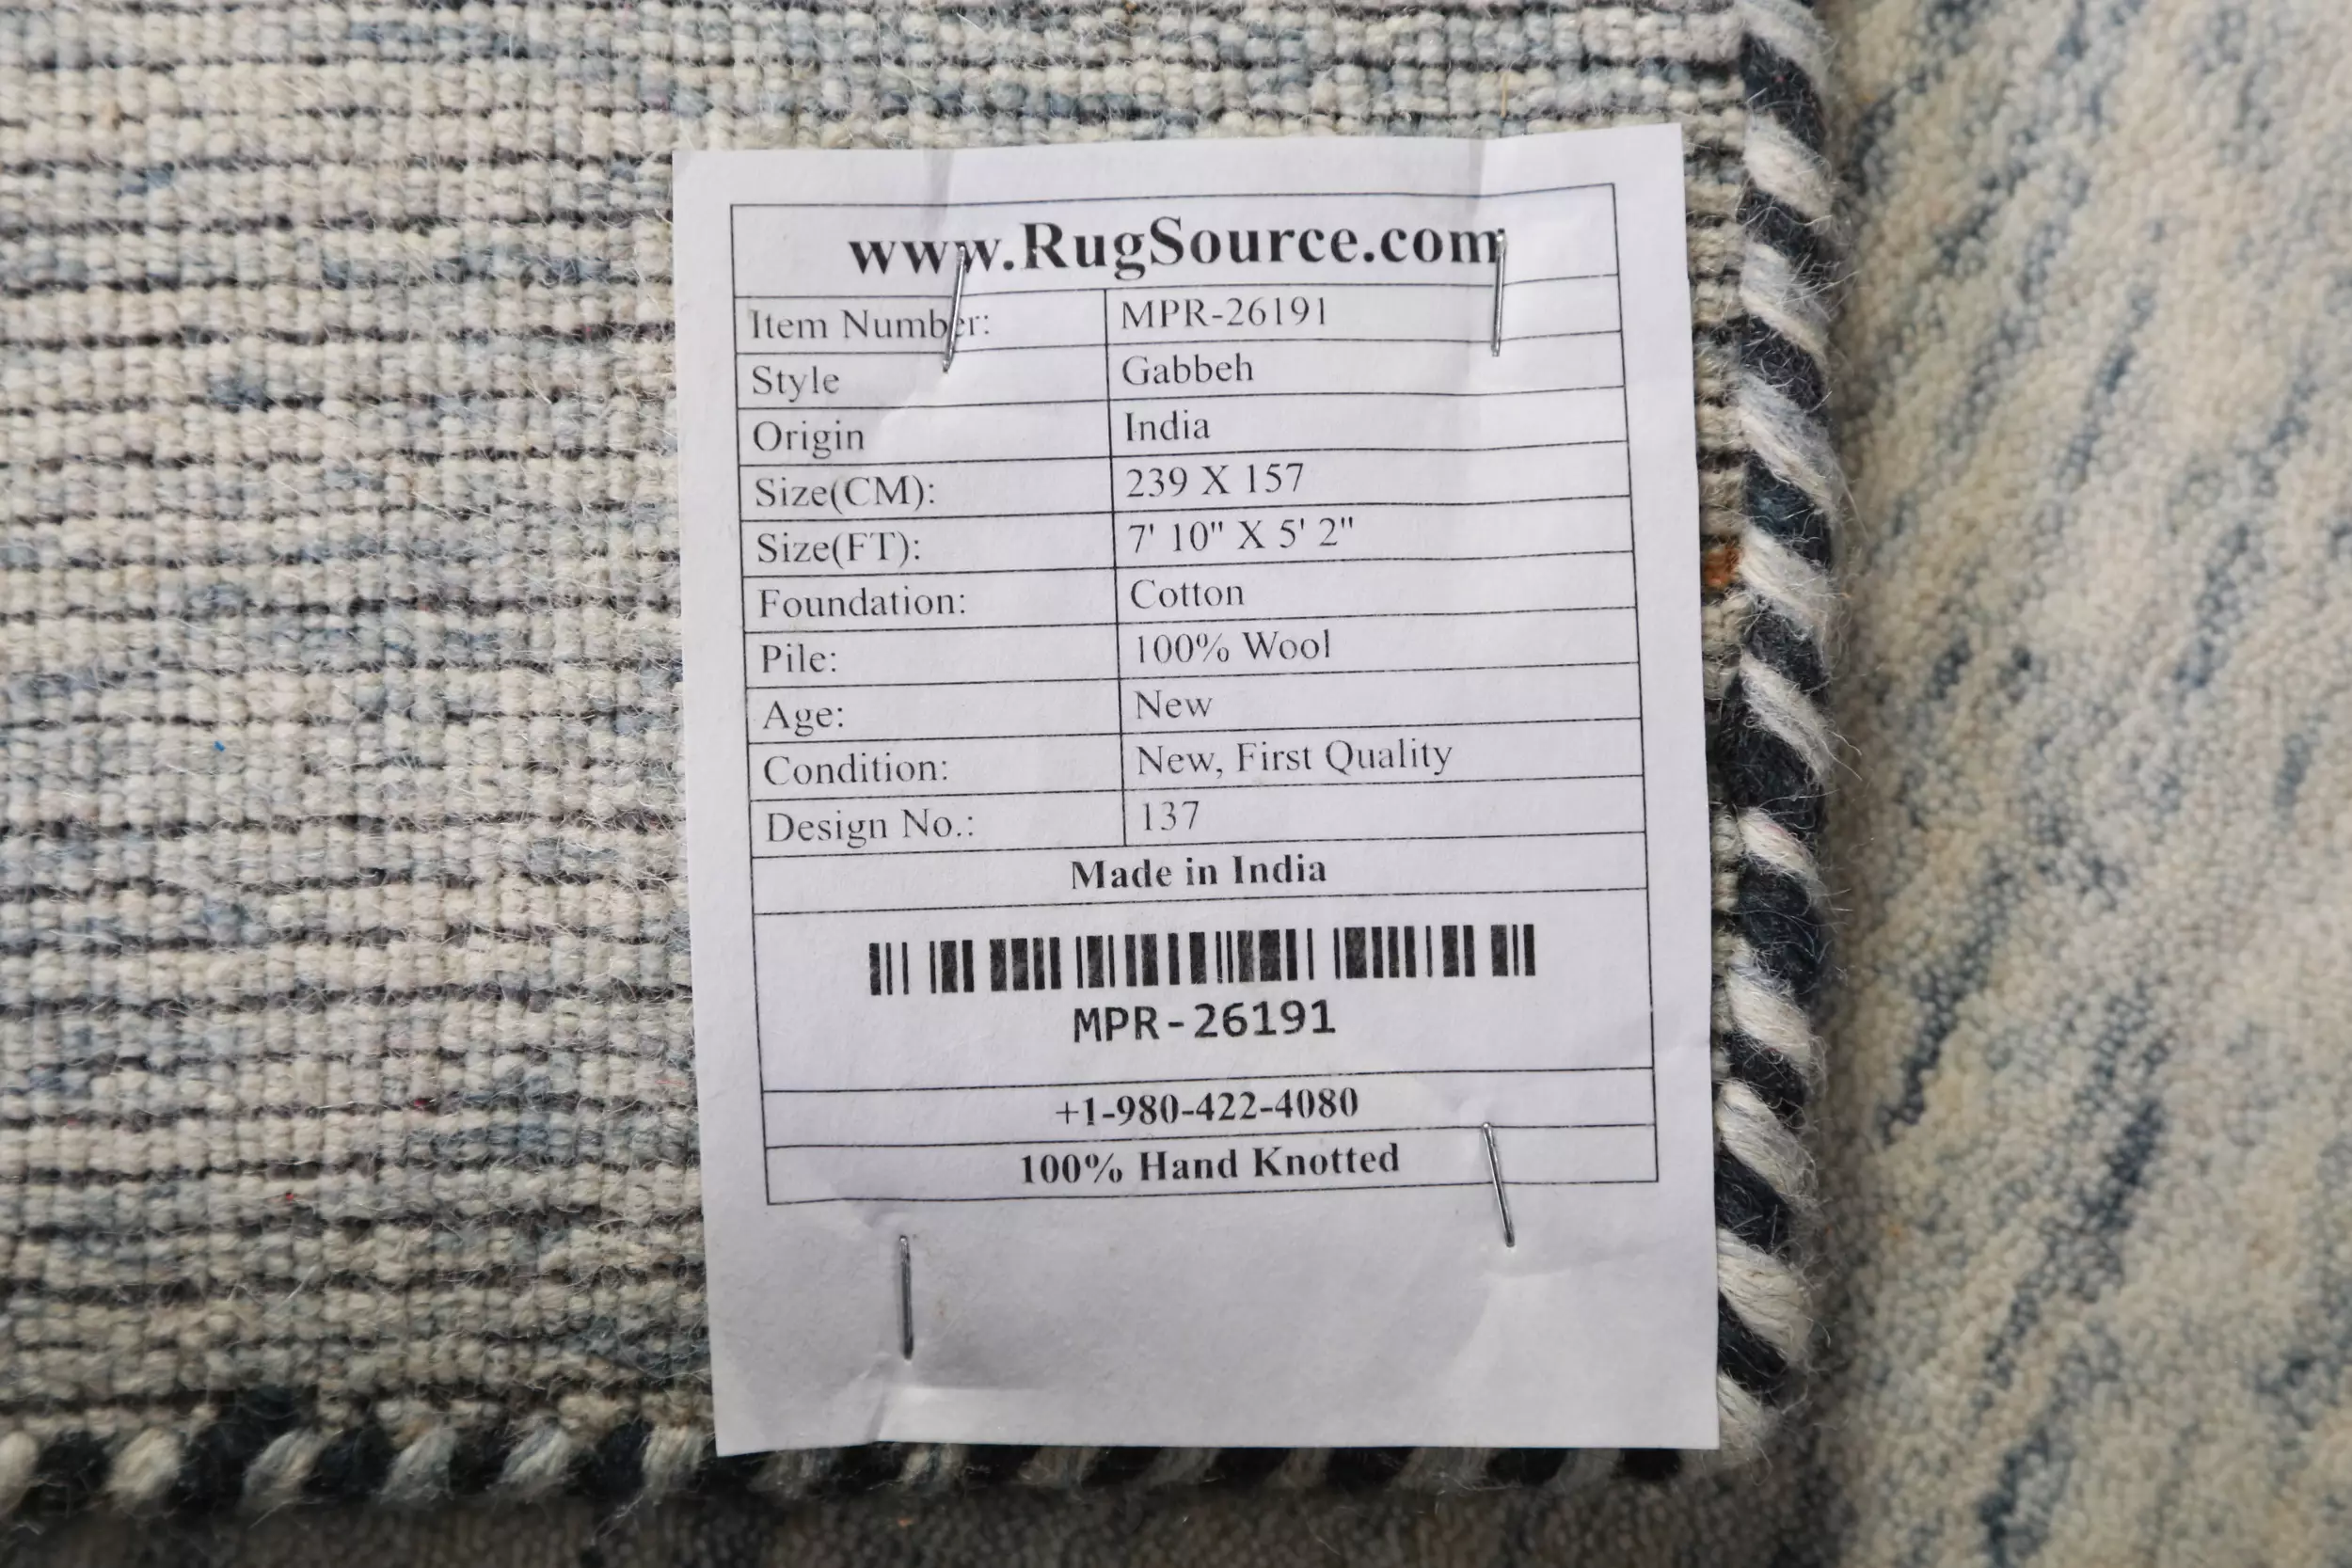 www.RugSource.com
Item Number: MPR-26191
Style Gabbeh
Origin India
Size(CM): 239 X 157
Size(FT): 7' 10" X 5' 2"
Foundation: Cotton
Pile: 100% Wool
Age: New
Condition: New, First Quality
Design No.: 137
Made in India
MPR-26191
+1-980-422-4080
100% Hand Knotted